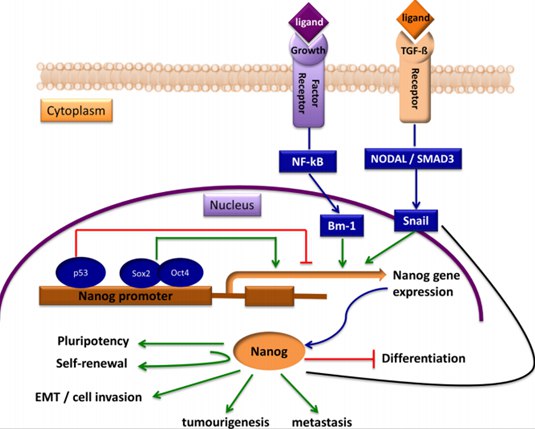 ligand
ligand
Growth
Factor
Receptor
TGF-ß
Receptor
Cytoplasm
NF-kB
NODAL / SMAD3
Nucleus
Bm-1
Snail
p53
Sox2
Oct4
Nanog promoter
Nanog gene
expression
Pluripotency
Self-renewal
Nanog
Differentiation
EMT / cell invasion
tumourigenesis
metastasis